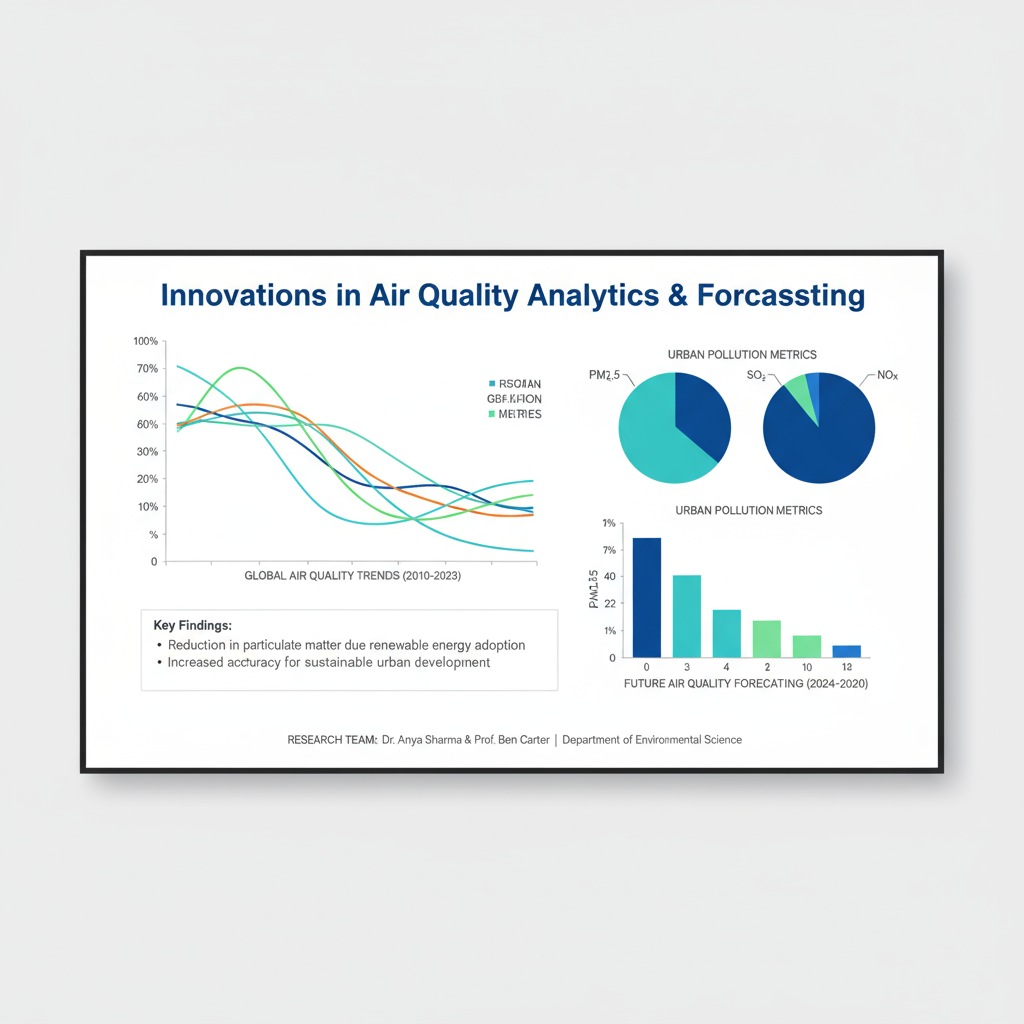 Innovations in Air Quality Analytics & Forcassting
100%
70%
60%
60%
30%
20%
10%
%
0
GLOBAL AIR QUALITY TRENDS (2010-2023)
Key Findings:
• Reduction in particulate matter due renewable energy adoption
• Increased accturacy for sustainable urban development
URBAN POLLUTION METRICS
PM2.5
SO₂
NOx
URBAN POLLUTION METRICS
1%
7%
40
22
1%
0
0 3 4 2 10 12
FUTURE AIR QUALITY FORECATING (2024-2020)
RESEARCH TEAM: Dr. Anya Sharma & Prof. Ben Carter | Department of Environmental Science